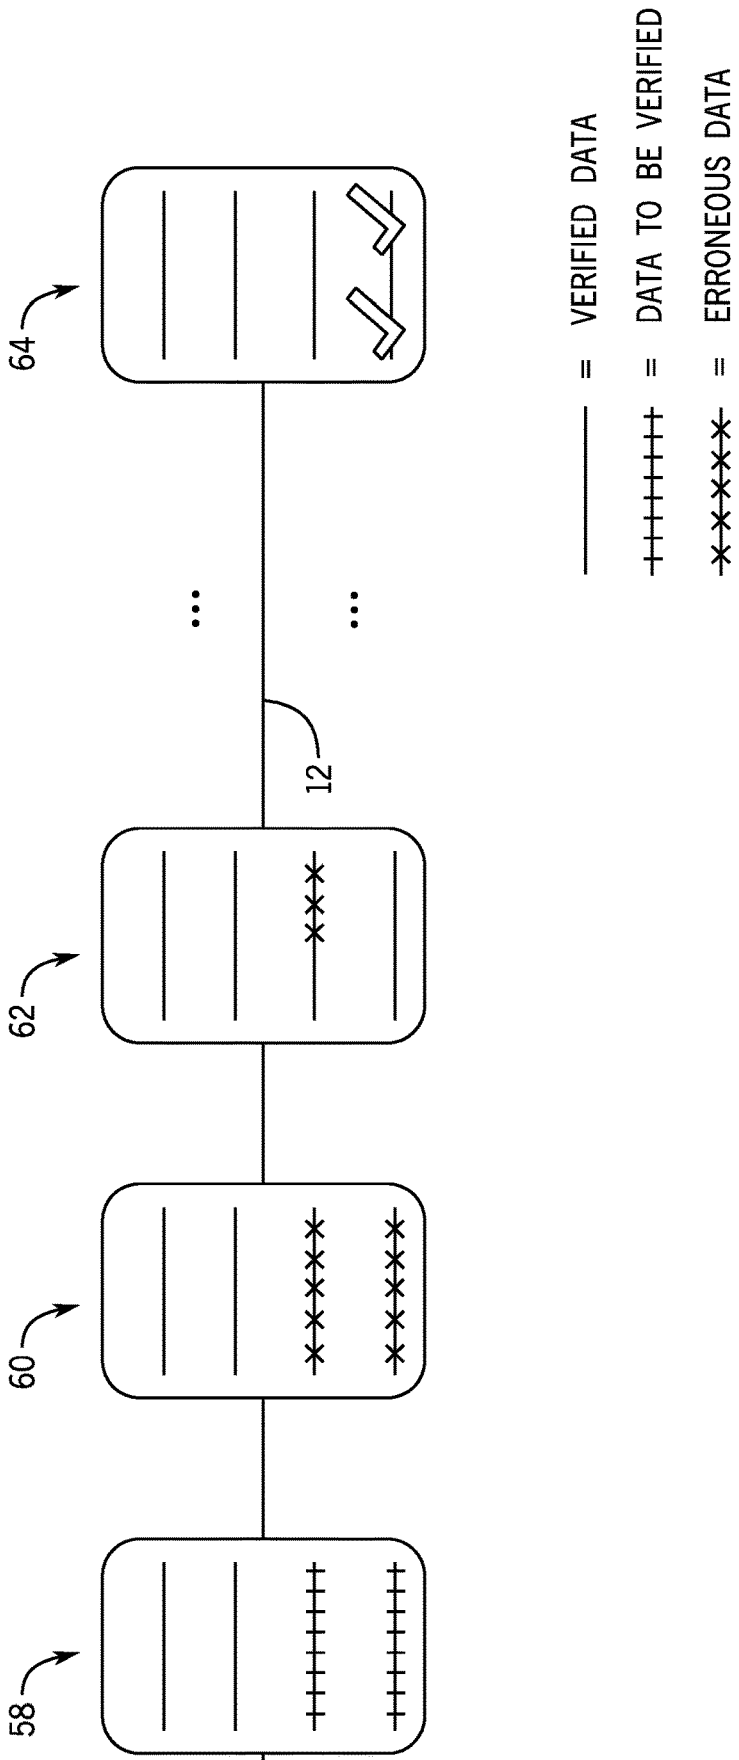 58
60
62
64
12
...
...
= VERIFIED DATA
= DATA TO BE VERIFIED
= ERRONEOUS DATA